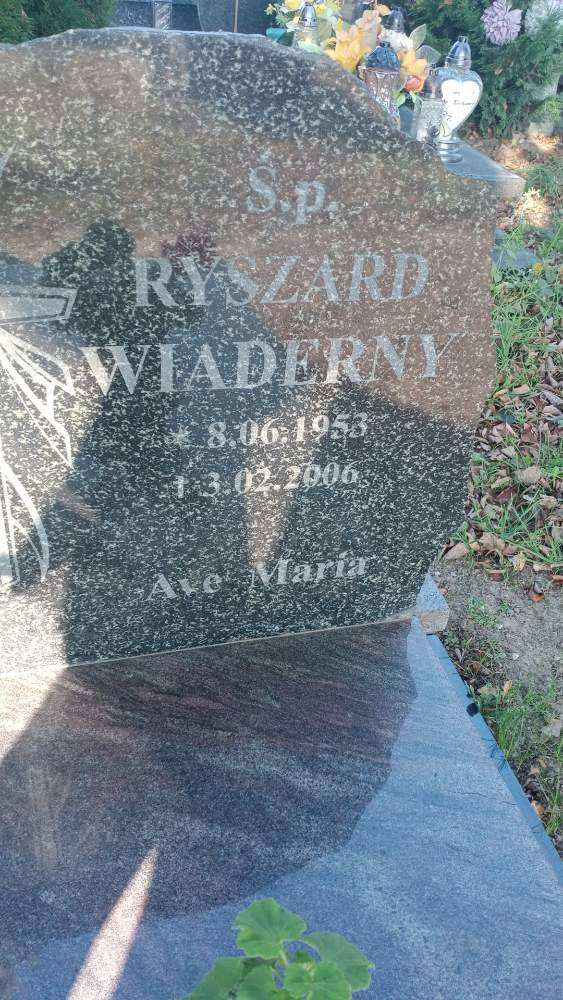 Ś.p.
RYSZARD
WIADERNY
* 8.06.1953
† 3.02.2006
Ave Maria